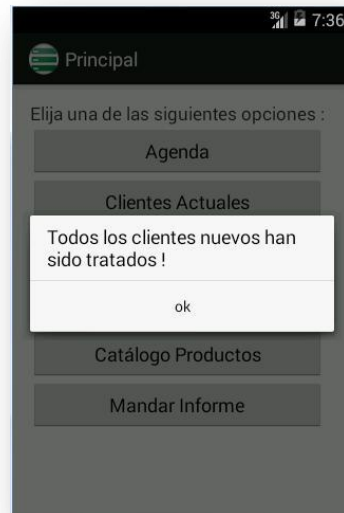 3G 7:36
Principal
Elija una de las siguientes opciones :
Agenda
Clientes Actuales
Todos los clientes nuevos han
sido tratados !
ok
Catálogo Productos
Mandar Informe